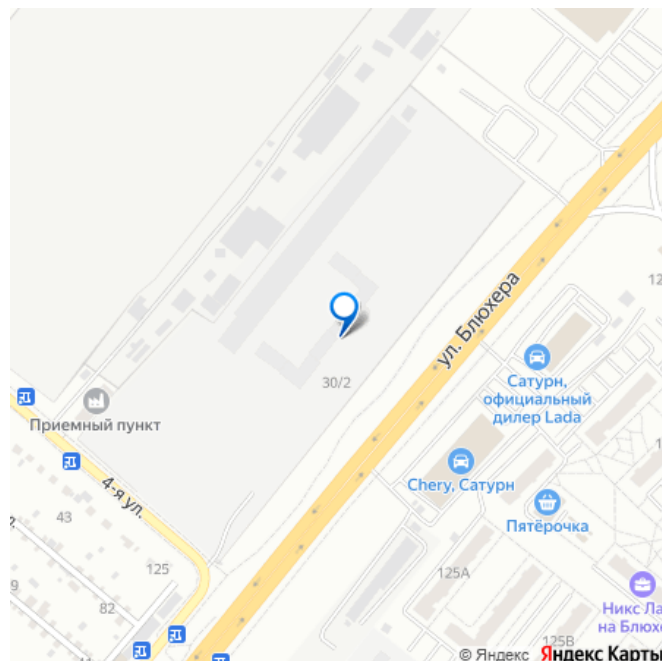 ул. Блюхера
12
30/2
Сатурн,
официальный
дилер Lada
Приемный пункт
Chery, Сатурн
4-я ул.
43
Пятёрочка
125
125А
82
Никс Ла
на Блюхе
125В
© Яндекс Яндекс Карты